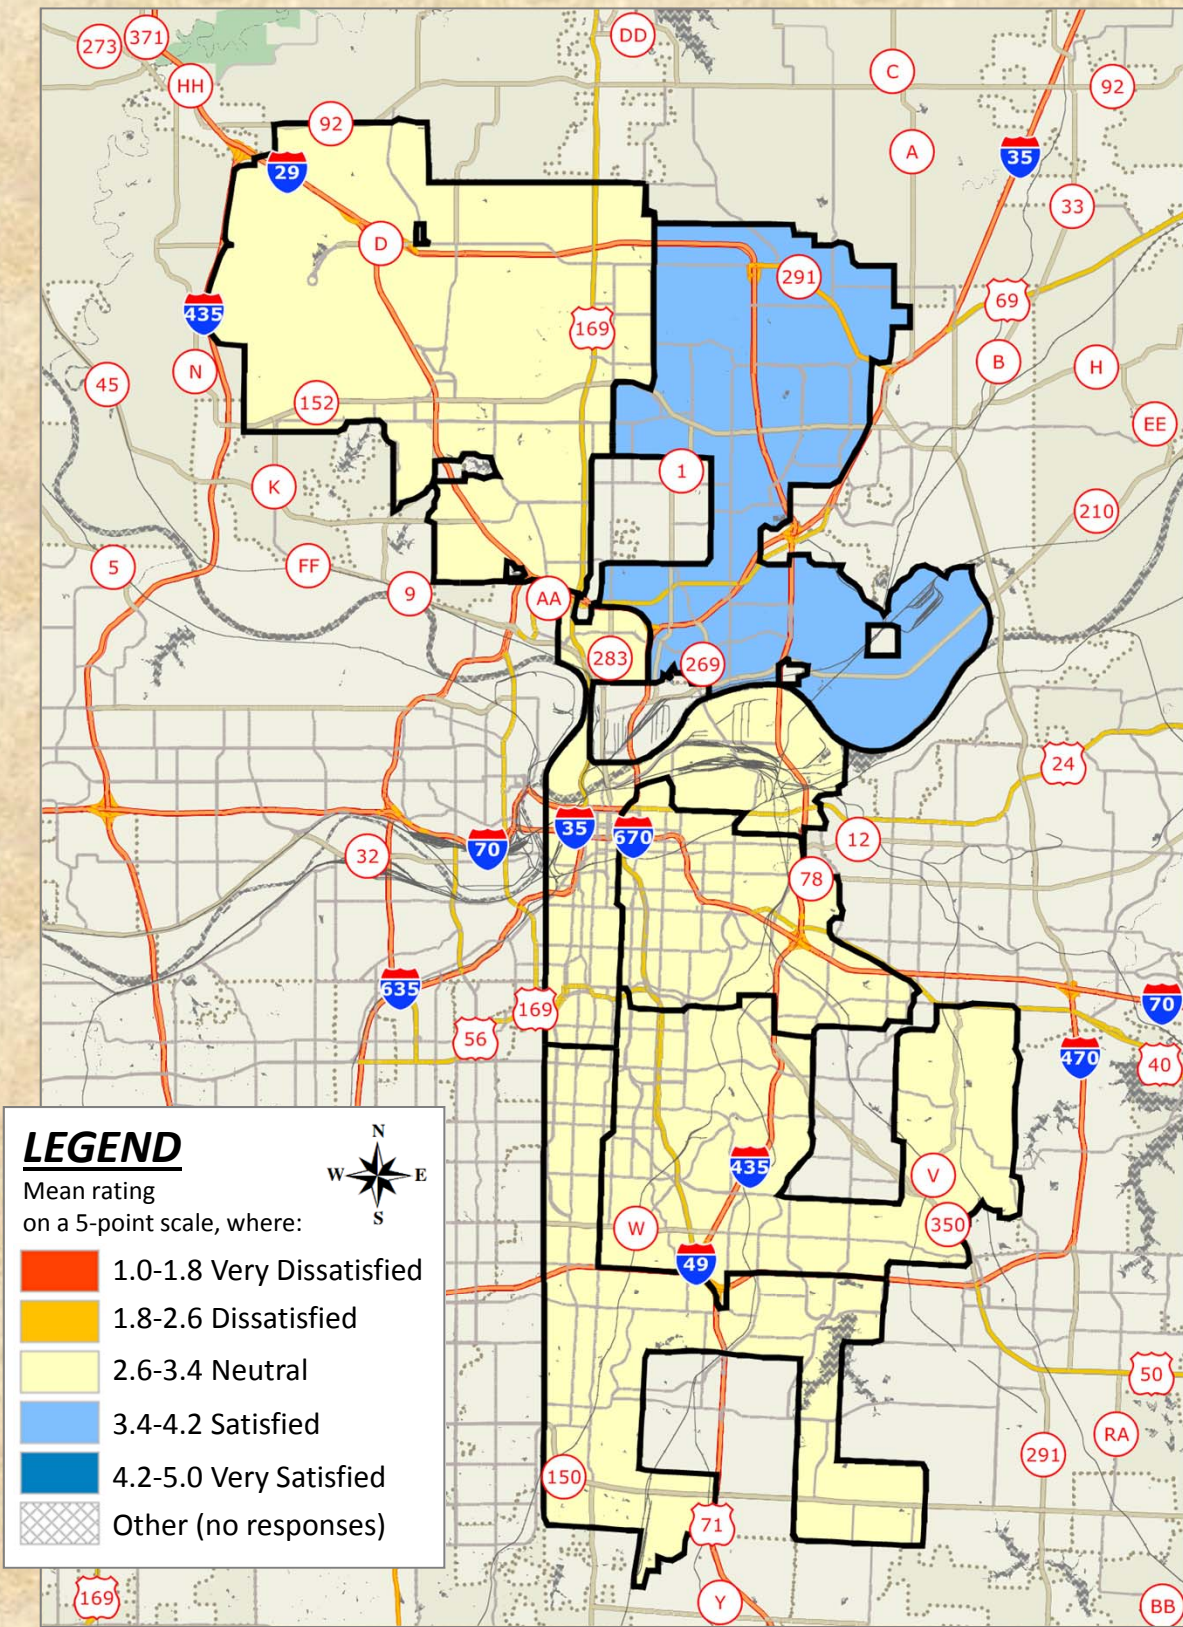 DD
273
371
C
HH
92
92
A
35
29
33
D
291
69
435
169
B
H
N
45
152
EE
1
K
210
5
FF
9
AA
283
269
24
35
670
12
70
32
78
635
70
169
56
470
40
LEGEND
N
W E
S
Mean rating
on a 5-point scale, where:
1.0-1.8 Very Dissatisfied
1.8-2.6 Dissatisfied
2.6-3.4 Neutral
3.4-4.2 Satisfied
4.2-5.0 Very Satisfied
Other (no responses)
435
V
W
350
49
50
RA
291
150
71
169
Y
BB